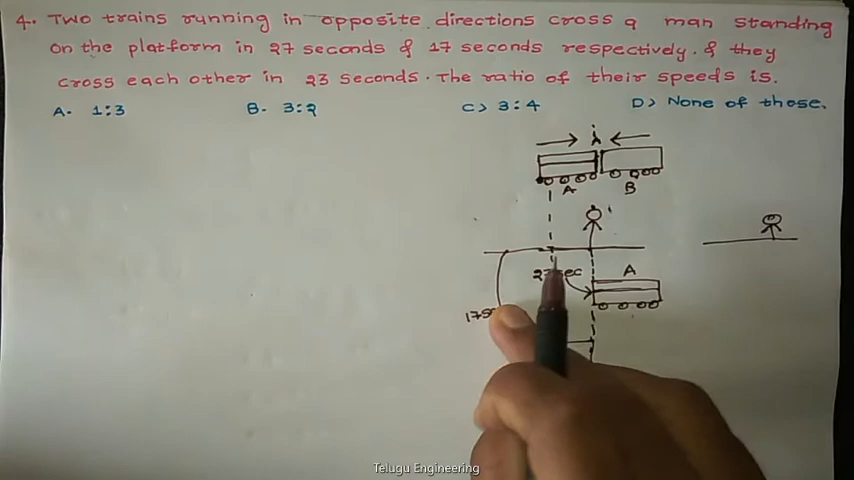 4. Two trains running in opposite directions cross a man standing
on the platform in 27 seconds & 17 seconds respectively. & they
cross each other in 23 seconds. The ratio of their speeds is.
A. 1:3 B. 3:2 C> 3:4 D> None of those.
A B
27sec A
Telugu Engineering